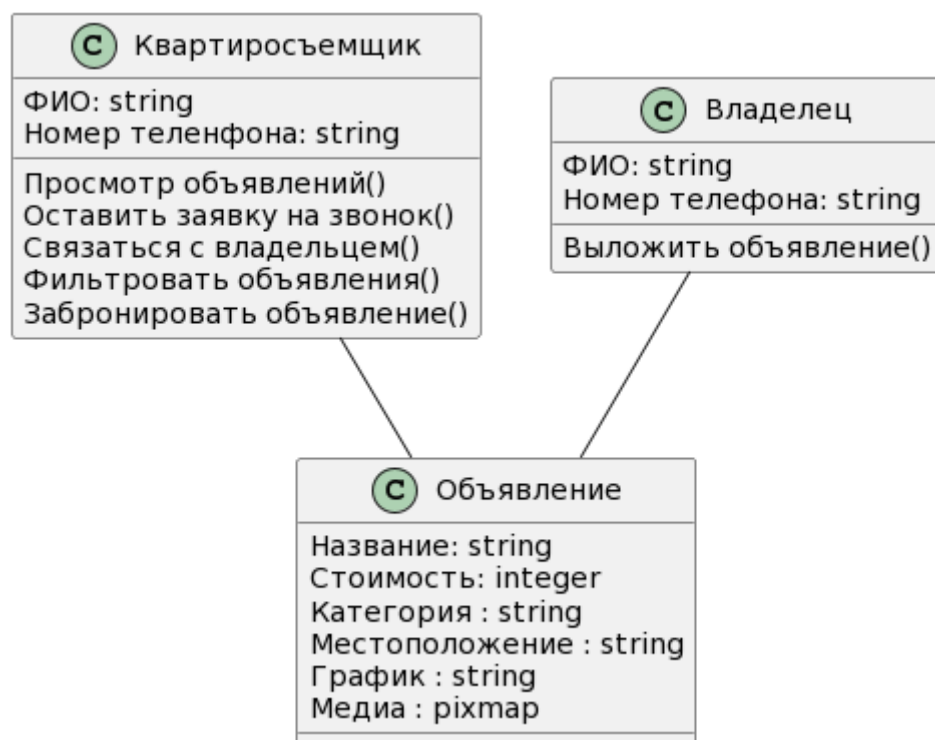 C Квартиросъемщик
ФИО: string
Номер теленфона: string
Просмотр объявлений()
Оставить заявку на звонок()
Связаться с владельцем()
Фильтровать объявления()
Забронировать объявление()
C Владелец
ФИО: string
Номер телефона: string
Выложить объявление()
C Объявление
Название: string
Стоимость: integer
Категория : string
Местоположение : string
График : string
Медиа : pixmap